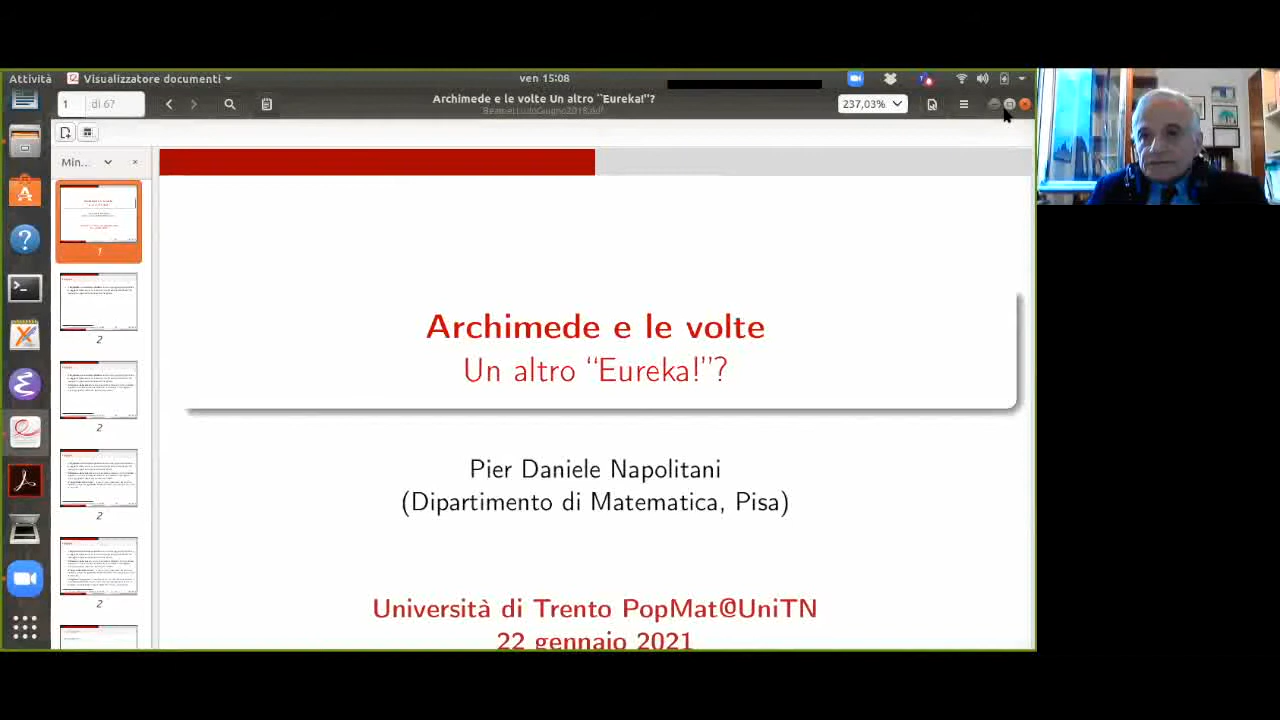 Attività
Visualizzatore documenti
ven 15:08
1
di 67
Archimede e le volte Un altro “Eureka!”?
237,03%
Min...
1
2
2
2
2
Archimede e le volte
Un altro “Eureka!”?
Pier Daniele Napolitani
(Dipartimento di Matematica, Pisa)
Università di Trento PopMat@UniTN
22 gennaio 2021